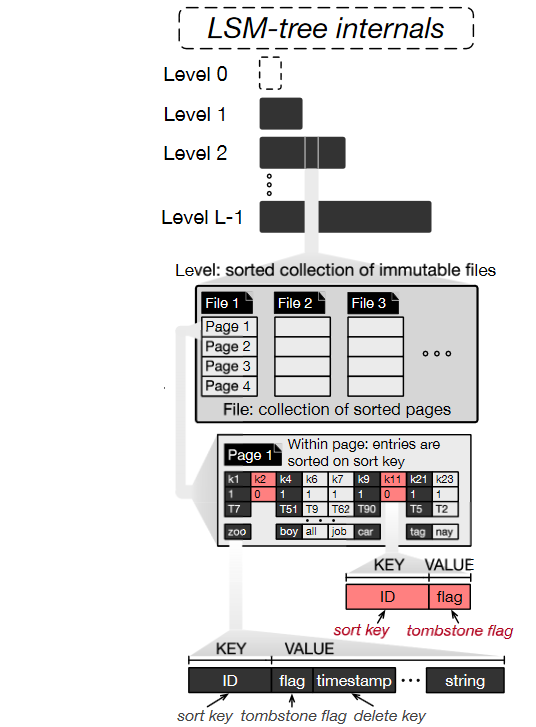 LSM-tree internals
Level 0
Level 1
Level 2
Level L-1
Level: sorted collection of immutable files
File 1 File 2 File 3
Page 1
Page 2
Page 3
Page 4
File: collection of sorted pages
Page 1
Within page: entries are
sorted on sort key
k1 k2 k4 k6 k7 k9 k11 k21 k23
1 0 1 1 1 1 0 1 1
T7 T51 T9 T62 T90 T5 T2
zoo boy all job car tag nay
KEY VALUE
ID flag
sort key tombstone flag
KEY VALUE
ID flag timestamp string
sort key tombstone flag delete key